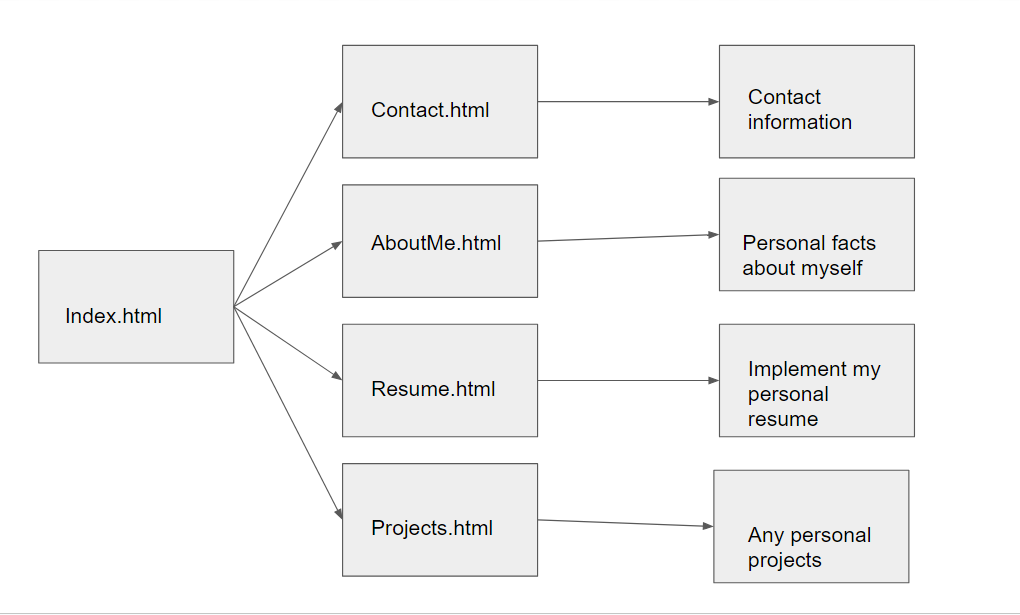 Index.html
Contact.html
Contact
information
AboutMe.html
Personal facts
about myself
Resume.html
Implement my
personal
resume
Projects.html
Any personal
projects